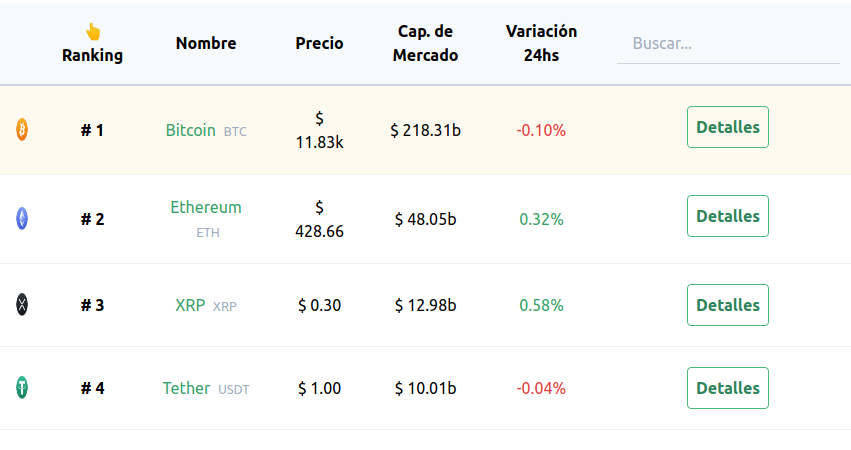 👆
Ranking
Nombre
Precio
Cap. de
Mercado
Variación
24hs
Buscar...
# 1
Bitcoin BTC
$
11.83k
$ 218.31b
-0.10%
Detalles
# 2
Ethereum
ETH
$
428.66
$ 48.05b
0.32%
Detalles
# 3
XRP XRP
$ 0.30
$ 12.98b
0.58%
Detalles
# 4
Tether USDT
$ 1.00
$ 10.01b
-0.04%
Detalles